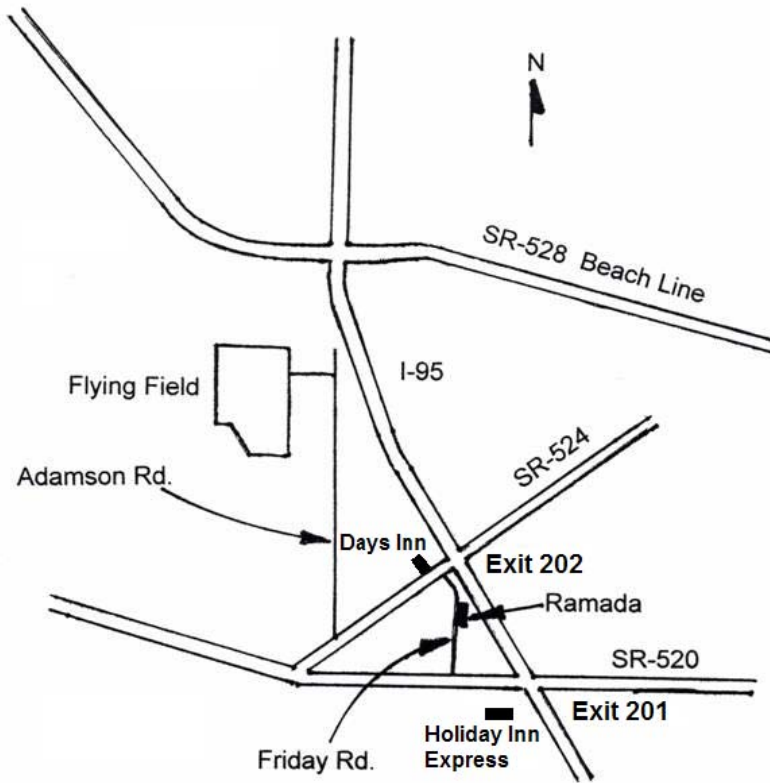 N
SR-528 Beach Line
I-95
Flying Field
SR-524
Adamson Rd.
Days Inn
Exit 202
Ramada
SR-520
Exit 201
Holiday Inn
Express
Friday Rd.